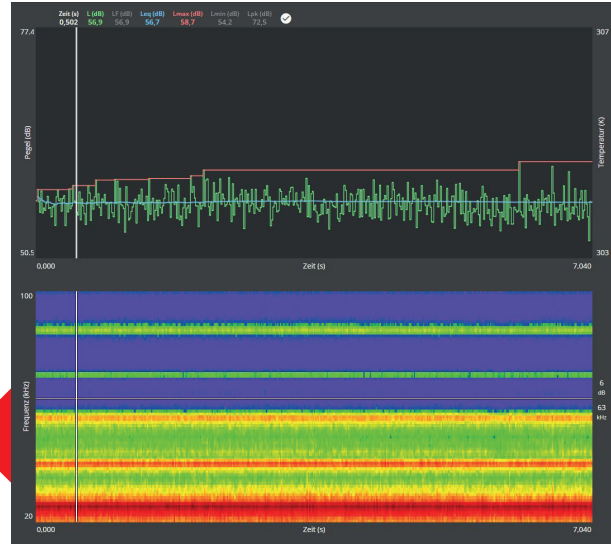 Zeit (s) L (dB) LF (dB) Leq (dB) Lmax (dB) Lmin (dB) Lpk (dB)
0,502 56,9 56,9 56,7 58,7 54,2 72,5
77.4 307
Pegel (dB)
Temperatur (K)
50.5 303
0,000 Zeit (s) 7,040
100
Frequenz (kHz)
6
dB
63
kHz
20
0,000 Zeit (s) 7,040